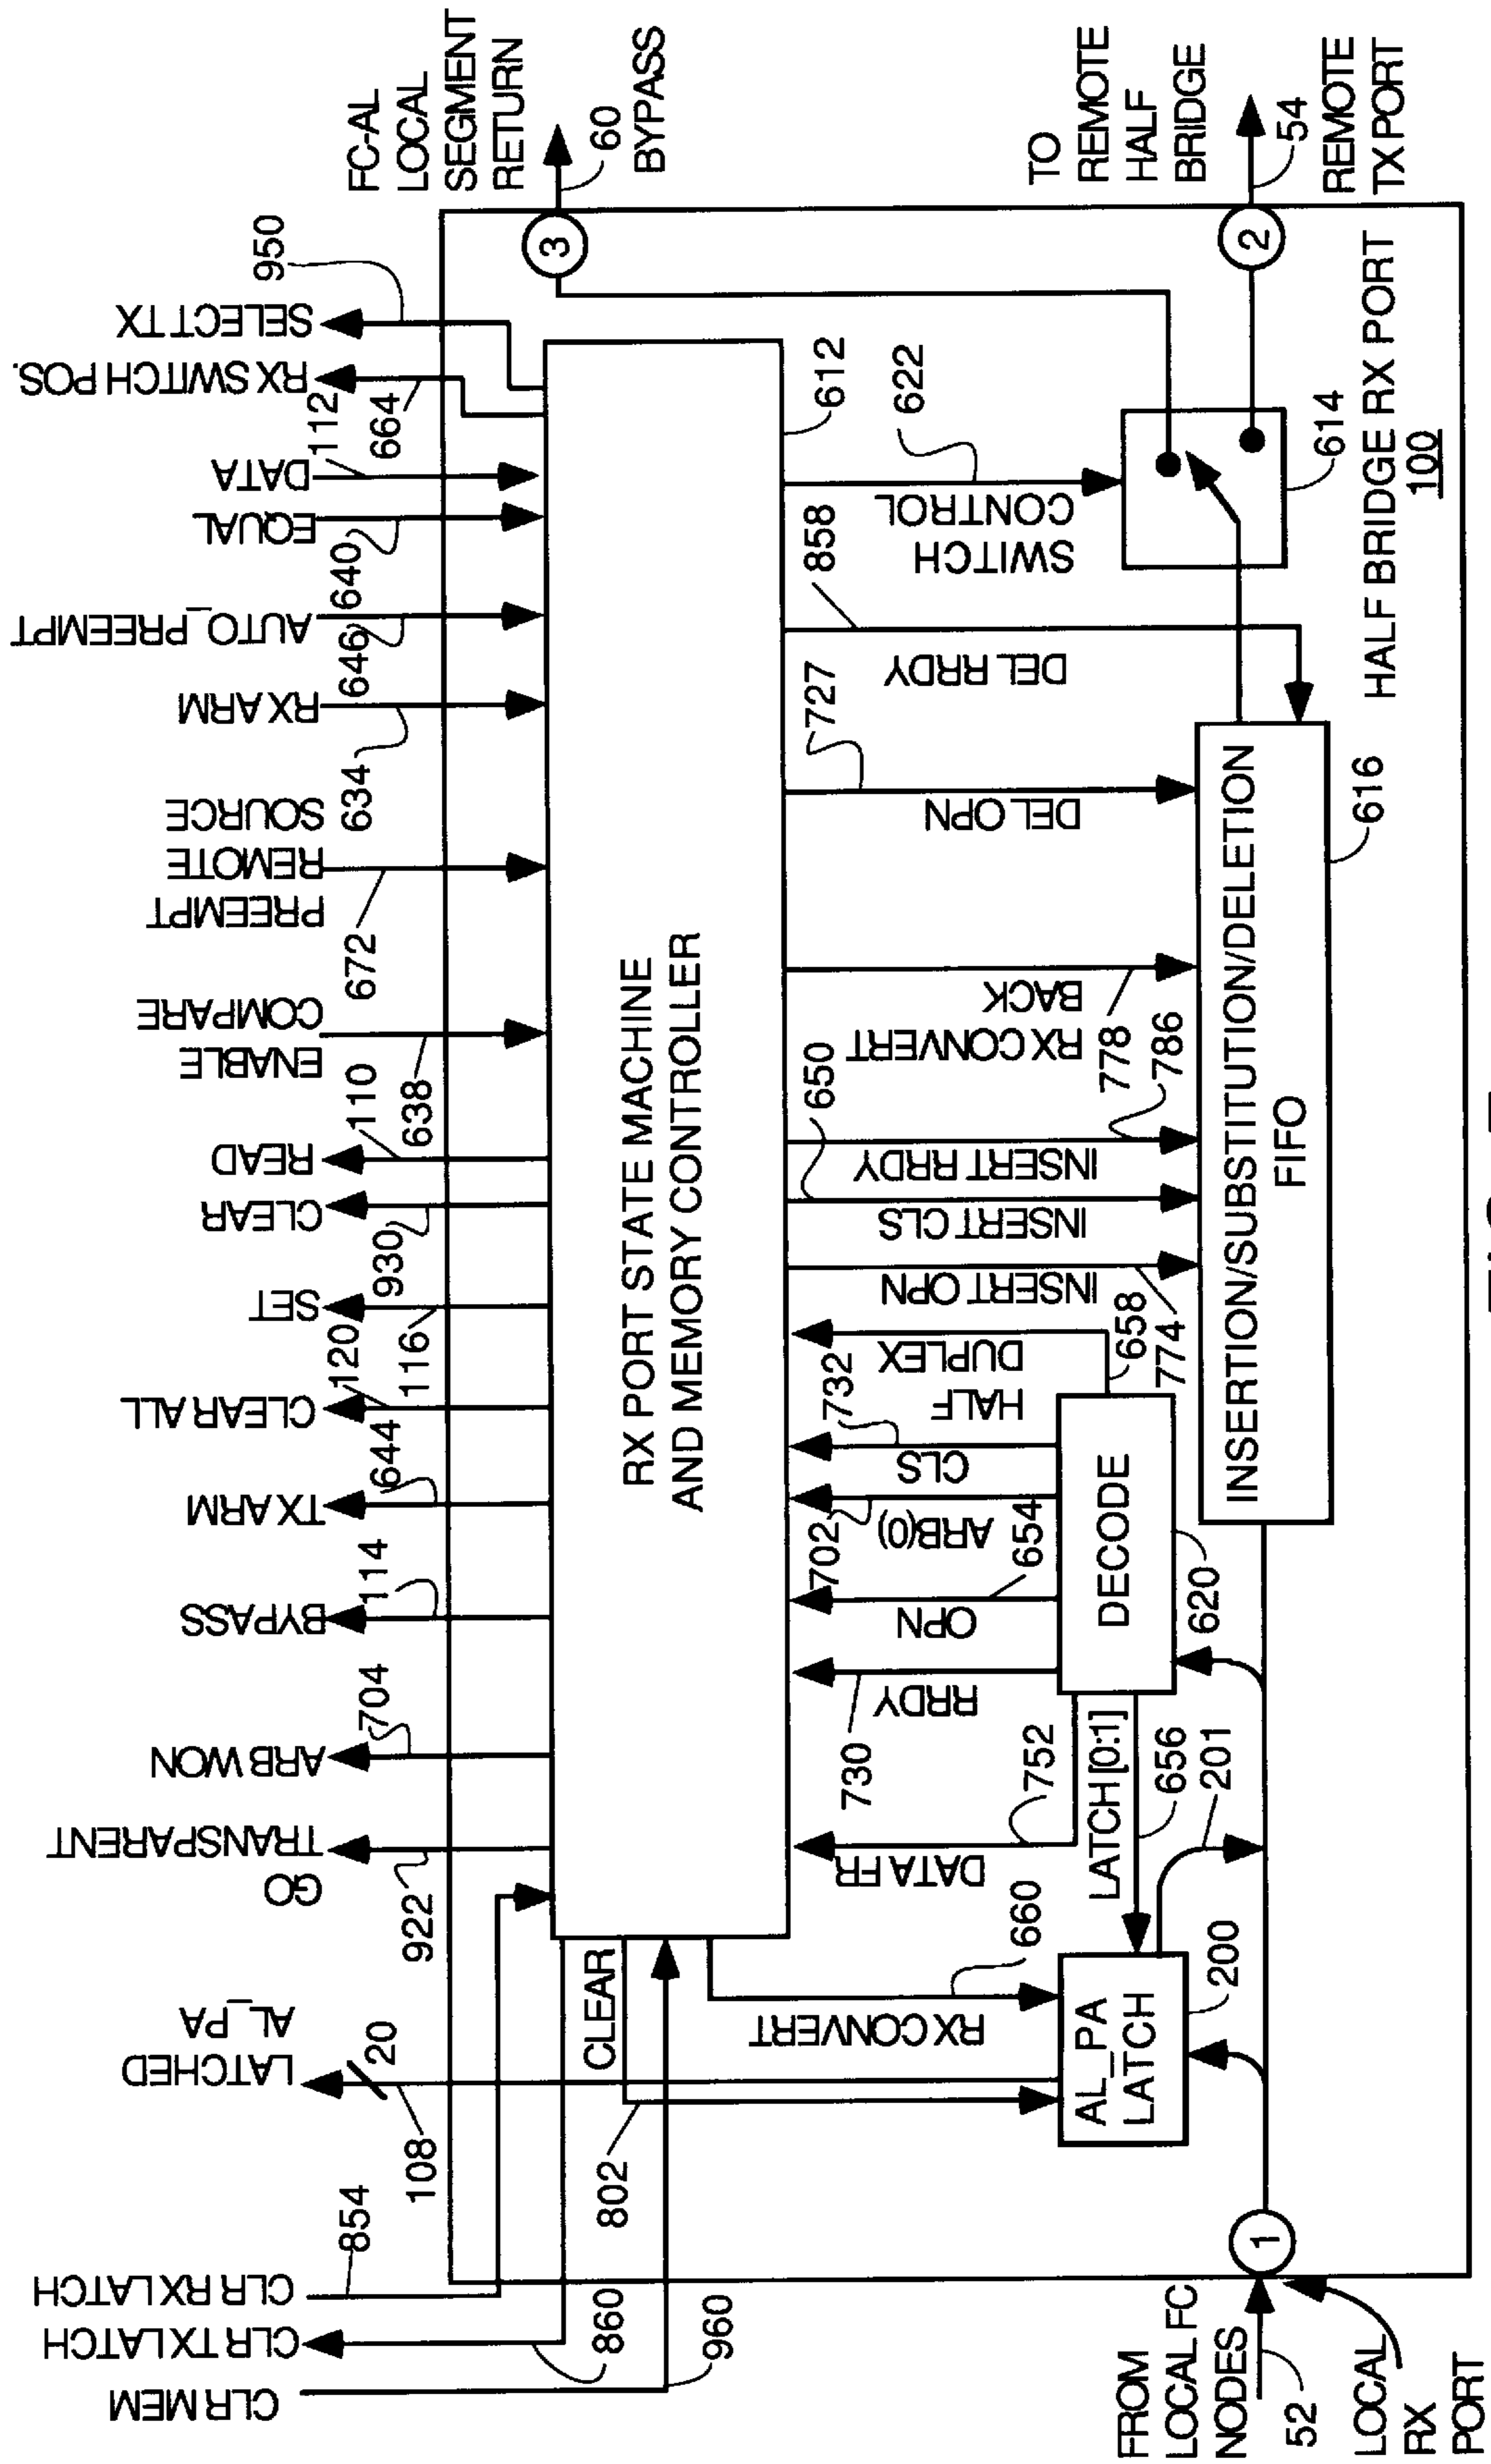 CLR MEM
960
CLR TX LATCH
860
CLR RX LATCH
854
LATCHED
AL_PA
20
108
CLEAR
802
GO
TRANSPARENT
922
ARB WON
704
BYPASS
114
TX ARM
644
CLEAR ALL
120
SET
116
CLEAR
930
READ
110
ENABLE
COMPARE
638
PREEMPT
REMOTE
SOURCE
672
RX ARM
634
AUTO_PREEMPT
646
EQUAL
640
DATA
112
RX SWITCH POS.
664
SELECT TX
950
FC-AL
LOCAL
SEGMENT
RETURN
3
60
BYPASS
RX PORT STATE MACHINE
AND MEMORY CONTROLLER
612
RX CONVERT
660
DATA FR
752
RRDY
730
OPN
654
ARB(0)
702
CLS
732
HALF
DUPLEX
658
INSERT OPN
774
INSERT CLS
650
INSERT RRDY
786
RX CONVERT
BACK
778
DEL OPN
727
DEL RRDY
858
SWITCH
CONTROL
622
614
TO
REMOTE
HALF
BRIDGE
2
54
REMOTE
TX PORT
AL_PA
LATCH
200
201
LATCH [0:1]
656
DECODE
620
INSERTION/SUBSTITUTION/DELETION
FIFO
616
HALF BRIDGE RX PORT
100
FROM
LOCAL FC
NODES
52
1
LOCAL
RX
PORT